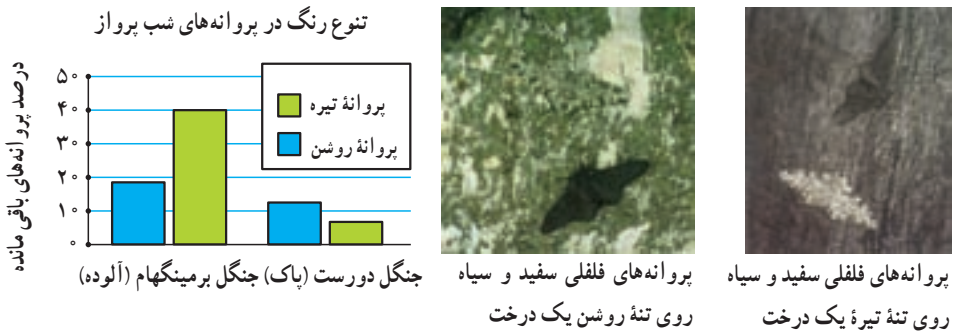 تنوع رنگ در پروانه‌های شب پرواز
درصد پروانه‌های باقی مانده
۵۰
۴۰
۳۰
۲۰
۱۰
۰
پروانهٔ تیره
پروانهٔ روشن
جنگل دورست (پاک) جنگل برمینگهام (آلوده)
پروانه‌های فلفلی سفید و سیاه
روی تنهٔ روشن یک درخت
پروانه‌های فلفلی سفید و سیاه
روی تنهٔ تیرهٔ یک درخت